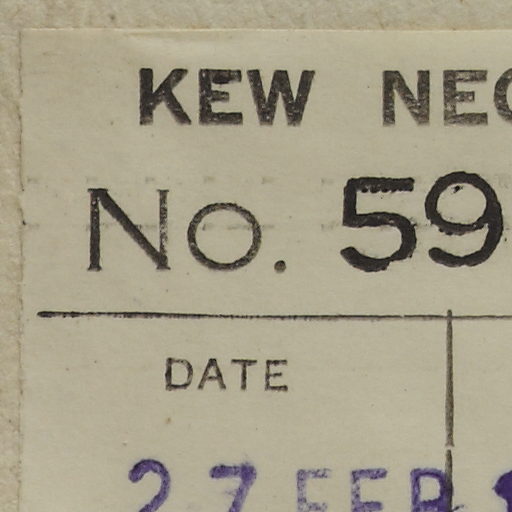 KEW NEG
No. 59
DATE
27 FEB